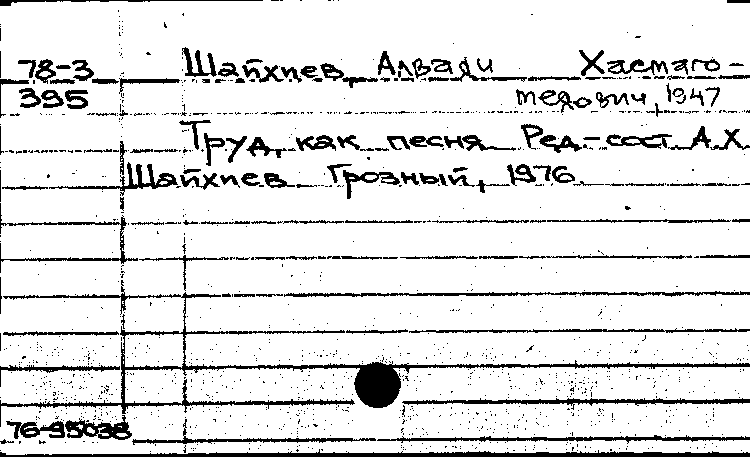 78-3 Шайхиев, Алвади Хасмаго-
395 медович, 1947
Труд, как песня Ред.-сост. А.Х.
Шайхиев Грозный, 1976.
76-95038